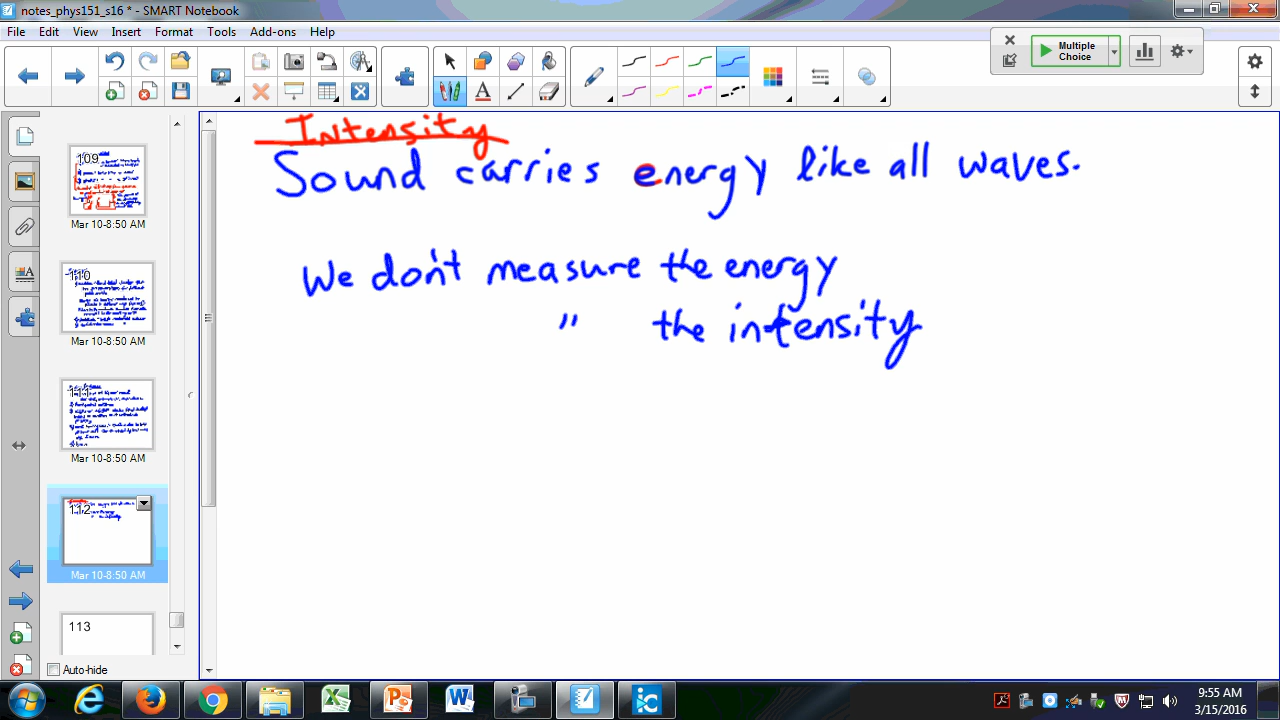 notes_phys151_s16 * - SMART Notebook
File Edit View Insert Format Tools Add-ons Help
Multiple
Choice
Intensity
Sound carries energy like all waves.
We don't measure the energy
" the intensity
109
Mar 10-8:50 AM
110
Mar 10-8:50 AM
111
Mar 10-8:50 AM
112
Mar 10-8:50 AM
113
Auto-hide
9:55 AM
3/15/2016